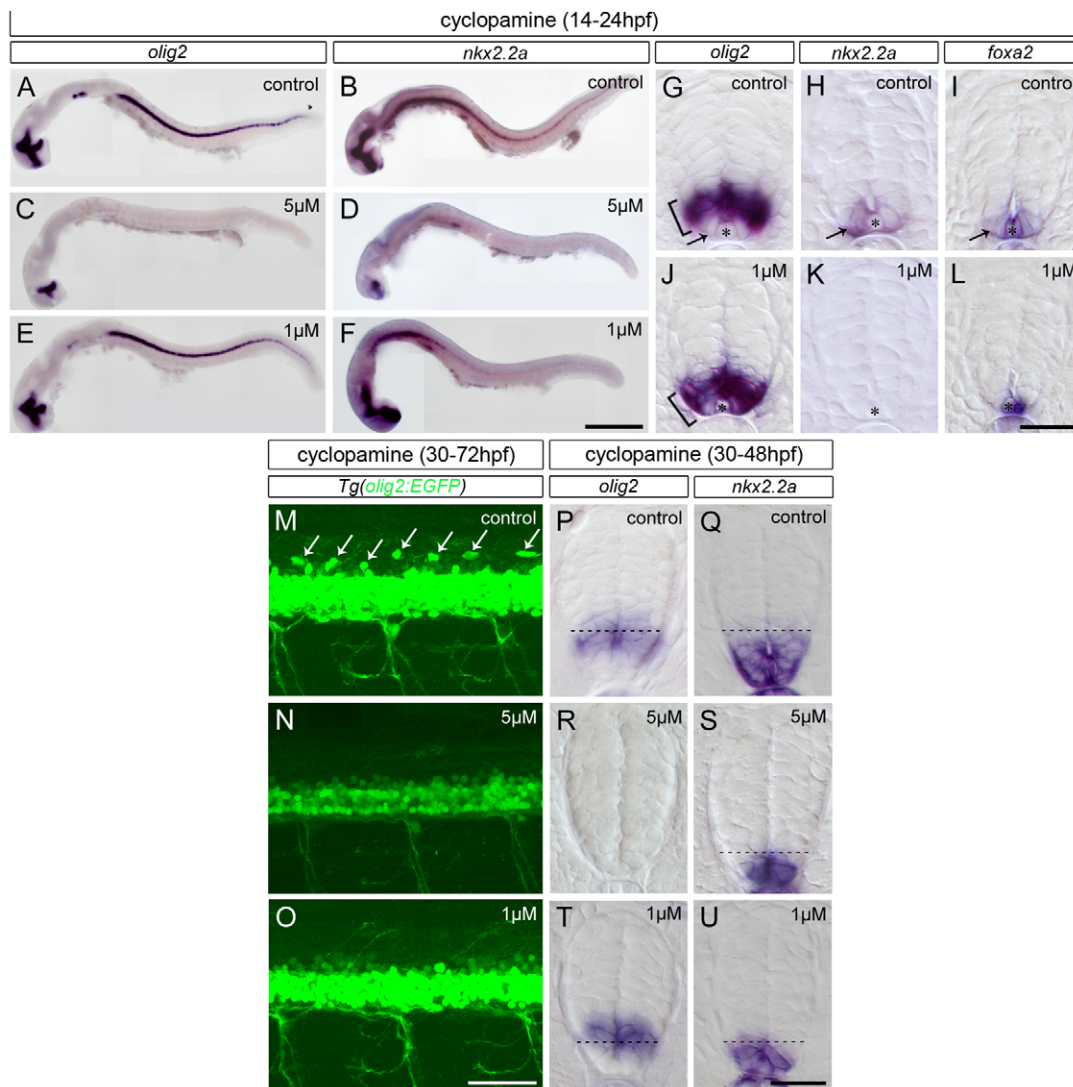 cyclopamine (14-24hpf)
olig2 nkx2.2a olig2 nkx2.2a foxa2
A control B control G control H control I control
* * *
C 5µM D 5µM
E 1µM F 1µM J 1µM K 1µM L 1µM
* * *
cyclopamine (30-72hpf) cyclopamine (30-48hpf)
Tg(olig2:EGFP) olig2 nkx2.2a
M control P control Q control
N 5µM R 5µM S 5µM
O 1µM T 1µM U 1µM